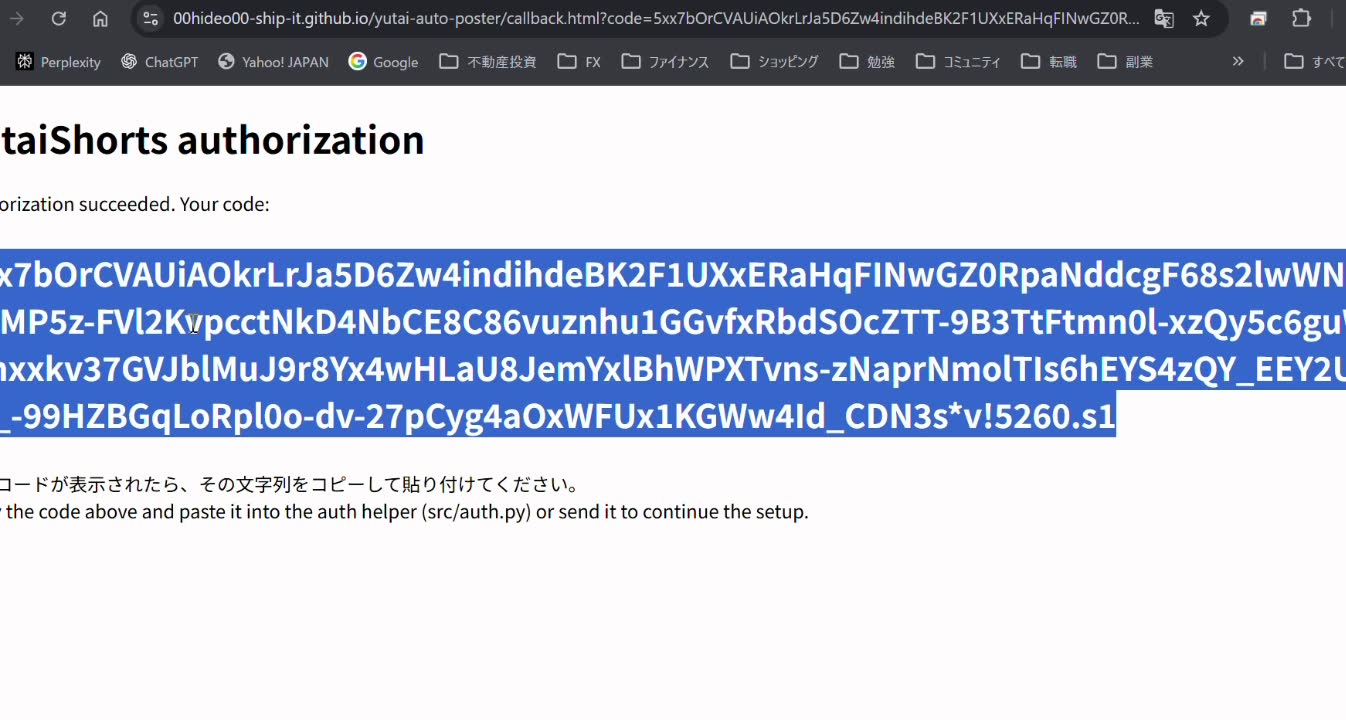 00hideo00-ship-it.github.io/yutai-auto-poster/callback.html?code=5xx7bOrCVAUiAOkrLrJa5D6Zw4indihdeBK2F1UXxERaHqFINwGZ0R...
Perplexity ChatGPT Yahoo! JAPAN Google 不動産投資 FX ファイナンス ショッピング 勉強 コミュニティ 転職 副業 » すべて
taiShorts authorization
orization succeeded. Your code:
x7bOrCVAUiAOkrLrJa5D6Zw4indihdeBK2F1UXxERaHqFINwGZ0RpaNddcgF68s2lwWN
MP5z-FVl2KvpcctNkD4NbCE8C86vuznhu1GGvfxRbdSOcZTT-9B3TtFtmn0l-xzQy5c6gu
xxkv37GVJblMuJ9r8Yx4wHLaU8JemYxlBhWPXTvns-zNaprNmolTIs6hEYS4zQY_EEY2U
_-99HZBGqLoRpl0o-dv-27pCyg4aOxWFUx1KGWw4Id_CDN3s*v!5260.s1
コードが表示されたら、その文字列をコピーして貼り付けてください。
the code above and paste it into the auth helper (src/auth.py) or send it to continue the setup.